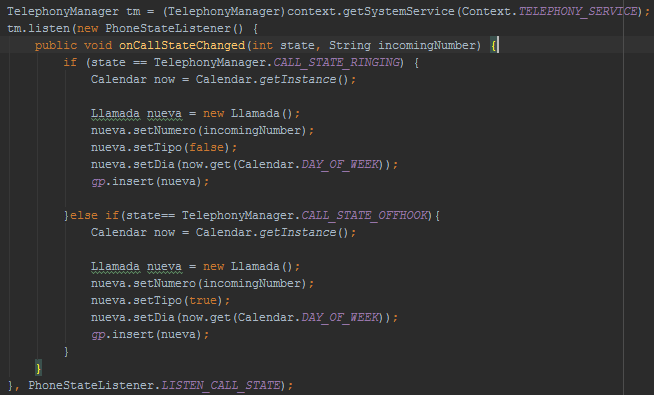 TelephonyManager tm = (TelephonyManager)context.getSystemService(Context.TELEPHONY_SERVICE);
tm.listen(new PhoneStateListener() {
    public void onCallStateChanged(int state, String incomingNumber) {
        if (state == TelephonyManager.CALL_STATE_RINGING) {
            Calendar now = Calendar.getInstance();

            Llamada nueva = new Llamada();
            nueva.setNumero(incomingNumber);
            nueva.setTipo(false);
            nueva.setDia(now.get(Calendar.DAY_OF_WEEK));
            gp.insert(nueva);

        }else if(state== TelephonyManager.CALL_STATE_OFFHOOK){
            Calendar now = Calendar.getInstance();

            Llamada nueva = new Llamada();
            nueva.setNumero(incomingNumber);
            nueva.setTipo(true);
            nueva.setDia(now.get(Calendar.DAY_OF_WEEK));
            gp.insert(nueva);
        }
    }
}, PhoneStateListener.LISTEN_CALL_STATE);